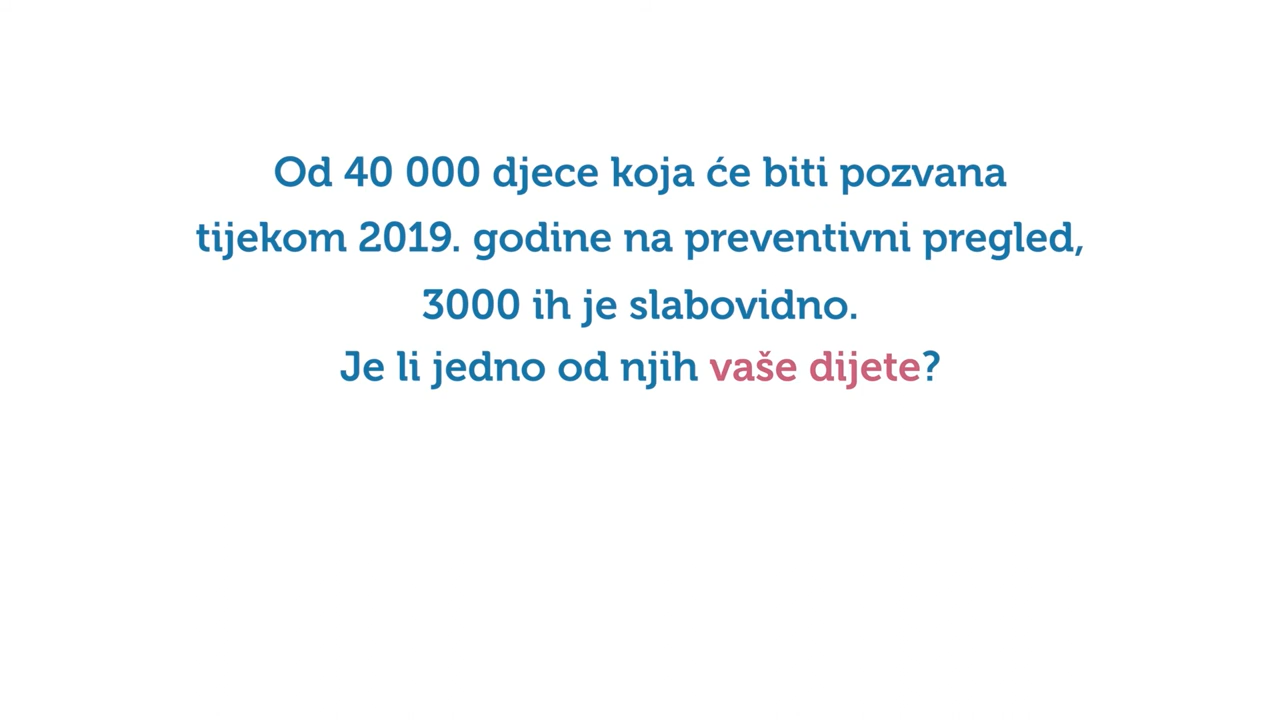 Od 40 000 djece koja će biti pozvana
tijekom 2019. godine na preventivni pregled,
3000 ih je slabovidno.
Je li jedno od njih vaše dijete?